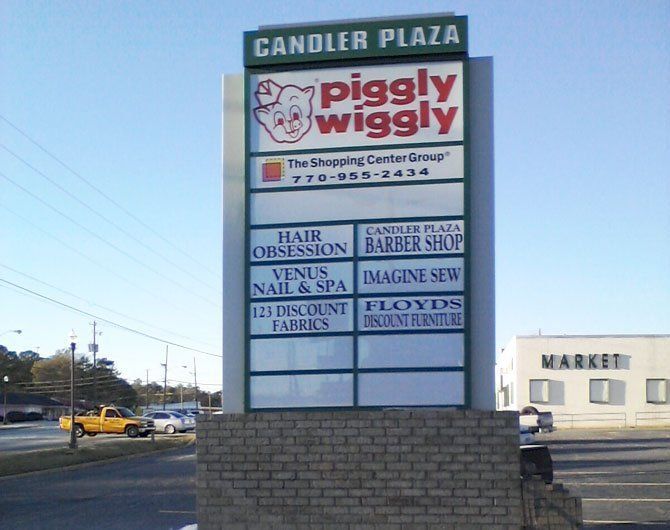 CANDLER PLAZA
piggly
wiggly
The Shopping Center Group®
770-955-2434
HAIR
OBSESSION
CANDLER PLAZA
BARBER SHOP
VENUS
NAIL & SPA
IMAGINE SEW
123 DISCOUNT
FABRICS
FLOYDS
DISCOUNT FURNITURE
MARKET